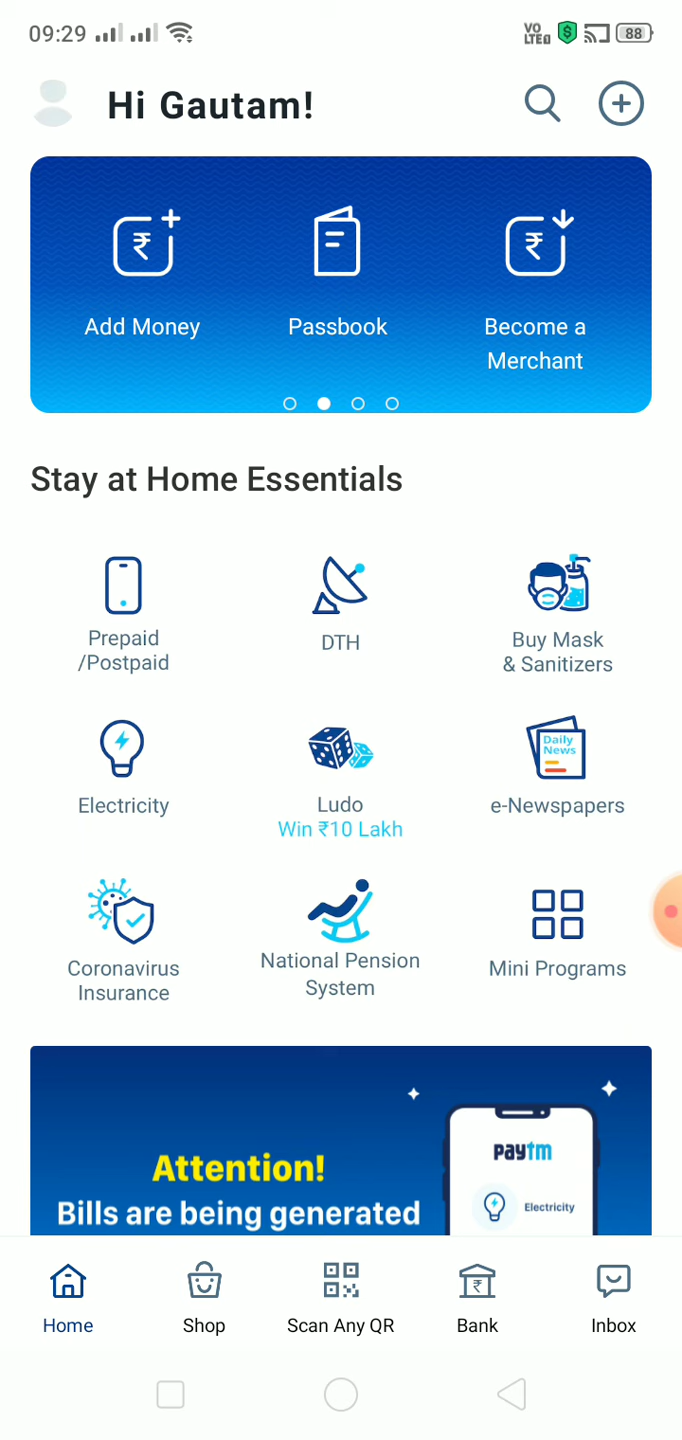 09:29
VO
LTE
88
Hi Gautam!
Add Money
Passbook
Become a
Merchant
Stay at Home Essentials
Prepaid
/Postpaid
DTH
Buy Mask
& Sanitizers
Electricity
Ludo
Win ₹10 Lakh
Daily
News
e-Newspapers
Coronavirus
Insurance
National Pension
System
Mini Programs
Attention!
Bills are being generated
paytm
Electricity
Home
Shop
Scan Any QR
Bank
Inbox